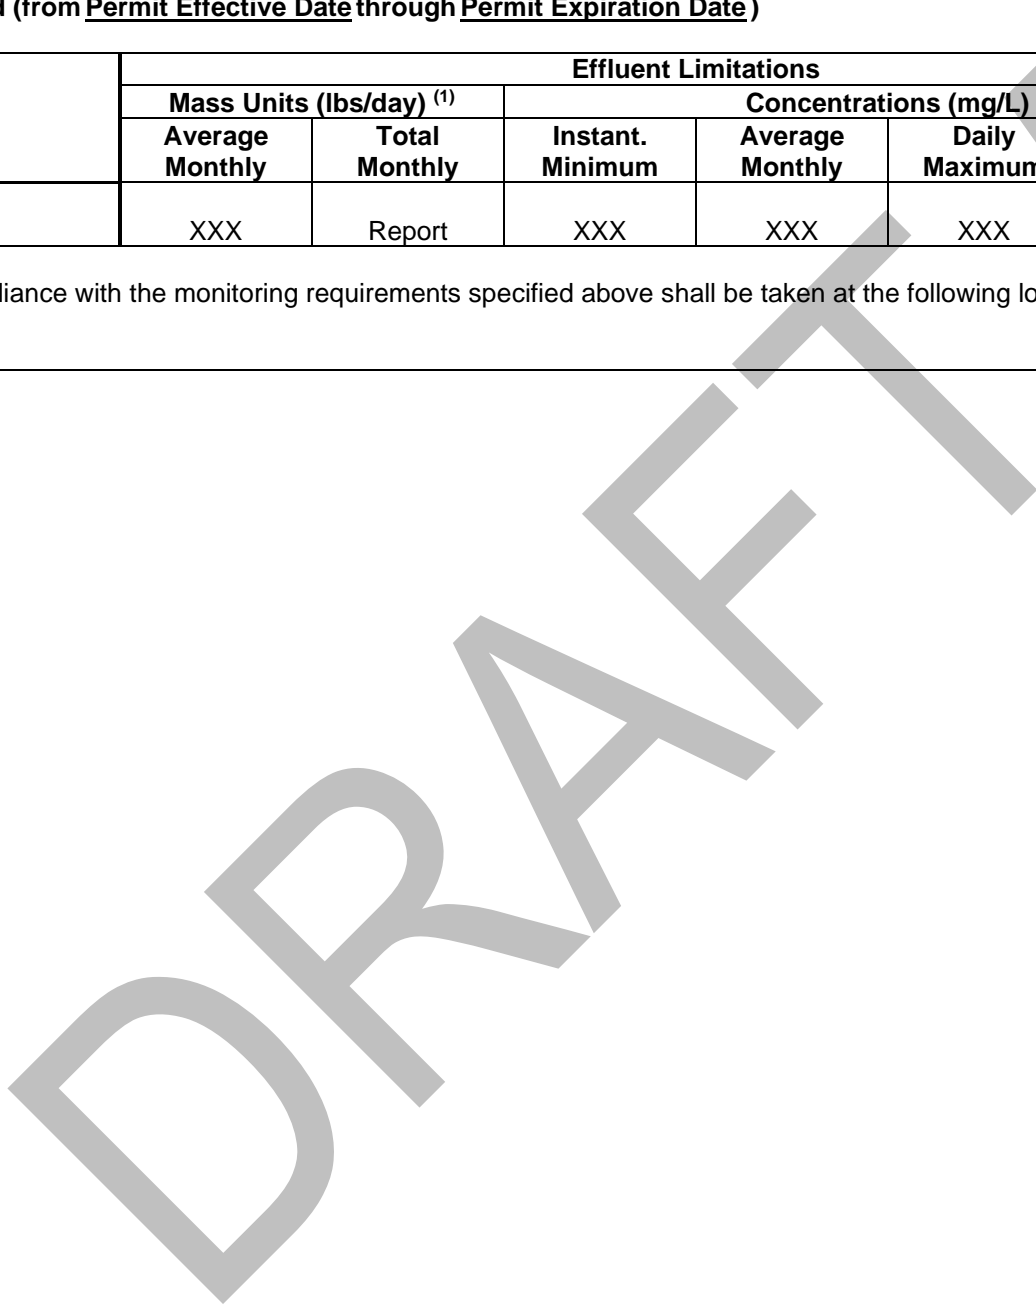 (from Permit Effective Date through Permit Expiration Date)
Effluent Limitations
Mass Units (lbs/day) (1) Concentrations (mg/L)
Average Total Instant. Average Daily
Monthly Monthly Minimum Monthly Maximum
XXX Report XXX XXX XXX
liance with the monitoring requirements specified above shall be taken at the following lo
DRAFT